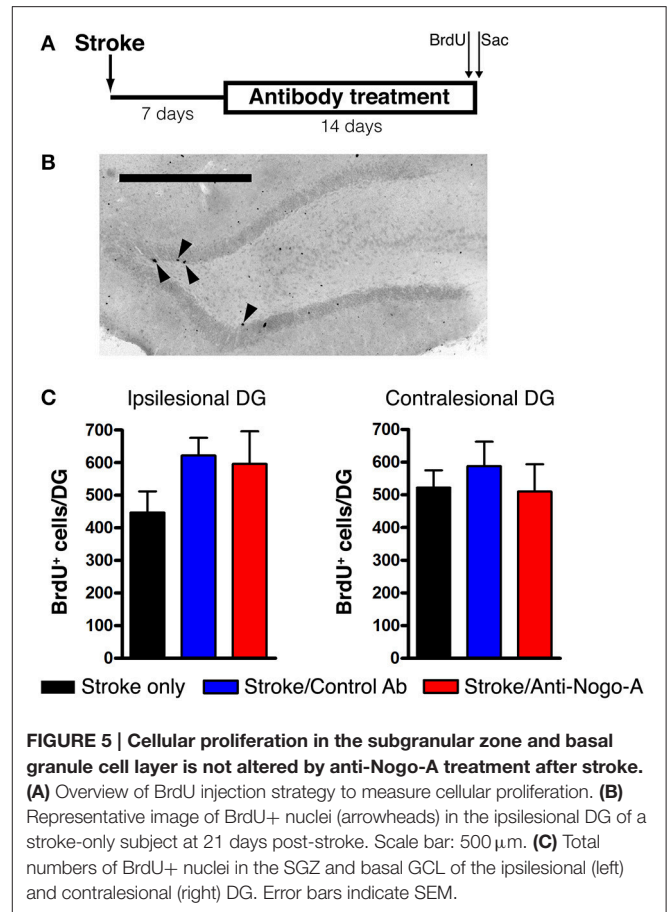 A Stroke
BrdU Sac
Antibody treatment
7 days
14 days
B
C Ipsilesional DG
BrdU+ cells/DG
700
600
500
400
300
200
100
0
Contralesional DG
BrdU+ cells/DG
700
600
500
400
300
200
100
0
Stroke only Stroke/Control Ab Stroke/Anti-Nogo-A
FIGURE 5 | Cellular proliferation in the subgranular zone and basal
granule cell layer is not altered by anti-Nogo-A treatment after stroke.
(A) Overview of BrdU injection strategy to measure cellular proliferation. (B)
Representative image of BrdU+ nuclei (arrowheads) in the ipsilesional DG of a
stroke-only subject at 21 days post-stroke. Scale bar: 500 μm. (C) Total
numbers of BrdU+ nuclei in the SGZ and basal GCL of the ipsilesional (left)
and contralesional (right) DG. Error bars indicate SEM.